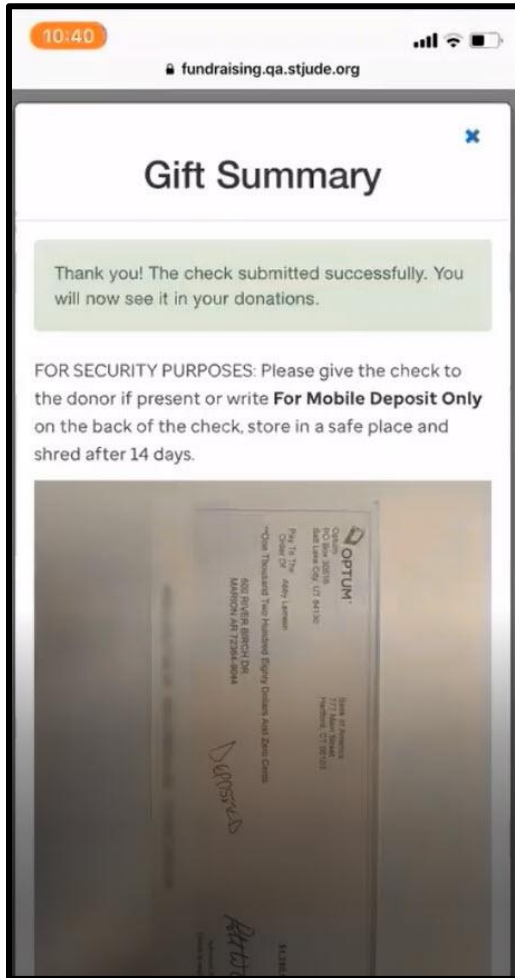 10:40
fundraising.qa.stjude.org
Gift Summary
Thank you! The check submitted successfully. You
will now see it in your donations.
FOR SECURITY PURPOSES: Please give the check to
the donor if present or write For Mobile Deposit Only
on the back of the check, store in a safe place and
shred after 14 days.
OPTUM
Optum
PO Box
Salt Lake City, UT 84130
Bank of America
777 Main Street
Hartford, CT
Pay To The
Order Of
**One Thousand Two Hundred Eighty Dollars And Zero Cents
600 RIVER BIRCH DR
MARION AR 72364-9044
DEPOSITED